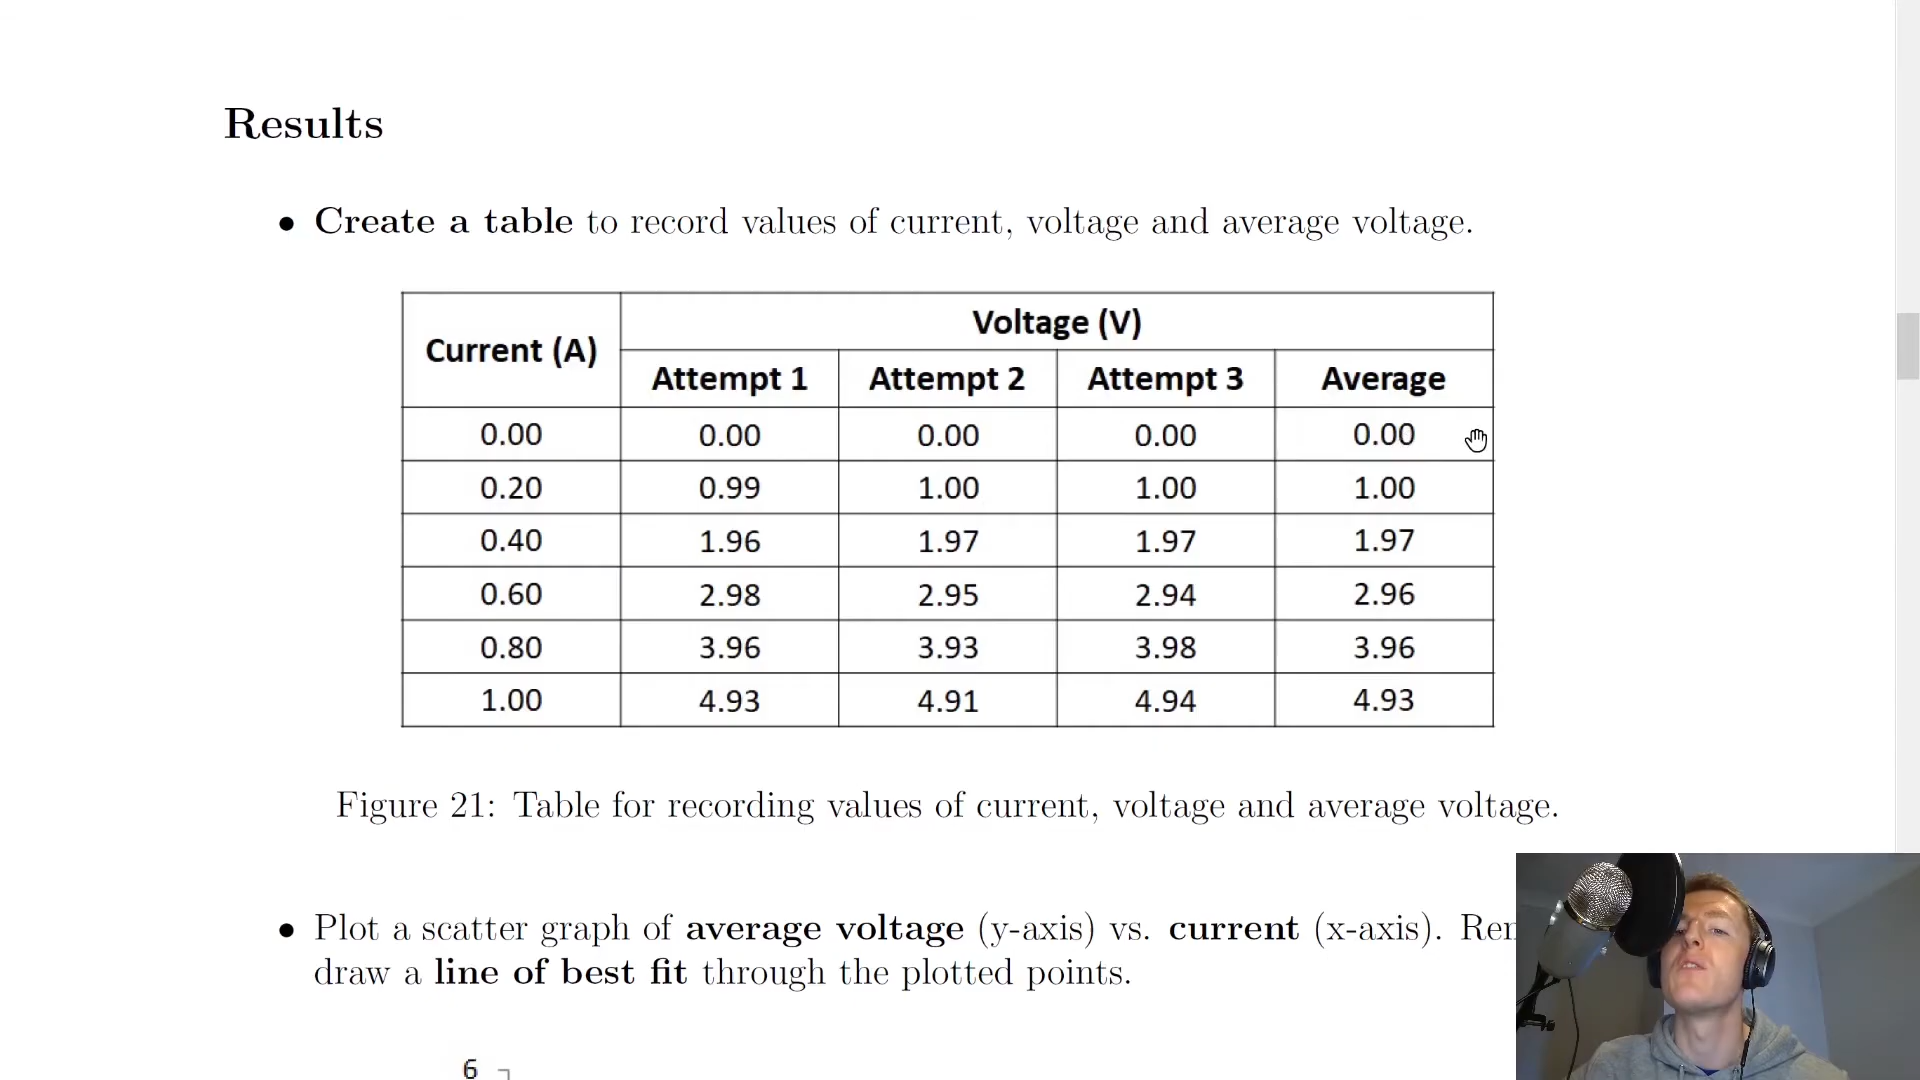 Results
• Create a table to record values of current, voltage and average voltage.
Current (A) Voltage (V)
Attempt 1 Attempt 2 Attempt 3 Average
0.00 0.00 0.00 0.00 0.00
0.20 0.99 1.00 1.00 1.00
0.40 1.96 1.97 1.97 1.97
0.60 2.98 2.95 2.94 2.96
0.80 3.96 3.93 3.98 3.96
1.00 4.93 4.91 4.94 4.93
Figure 21: Table for recording values of current, voltage and average voltage.
• Plot a scatter graph of average voltage (y-axis) vs. current (x-axis).
draw a line of best fit through the plotted points.
6